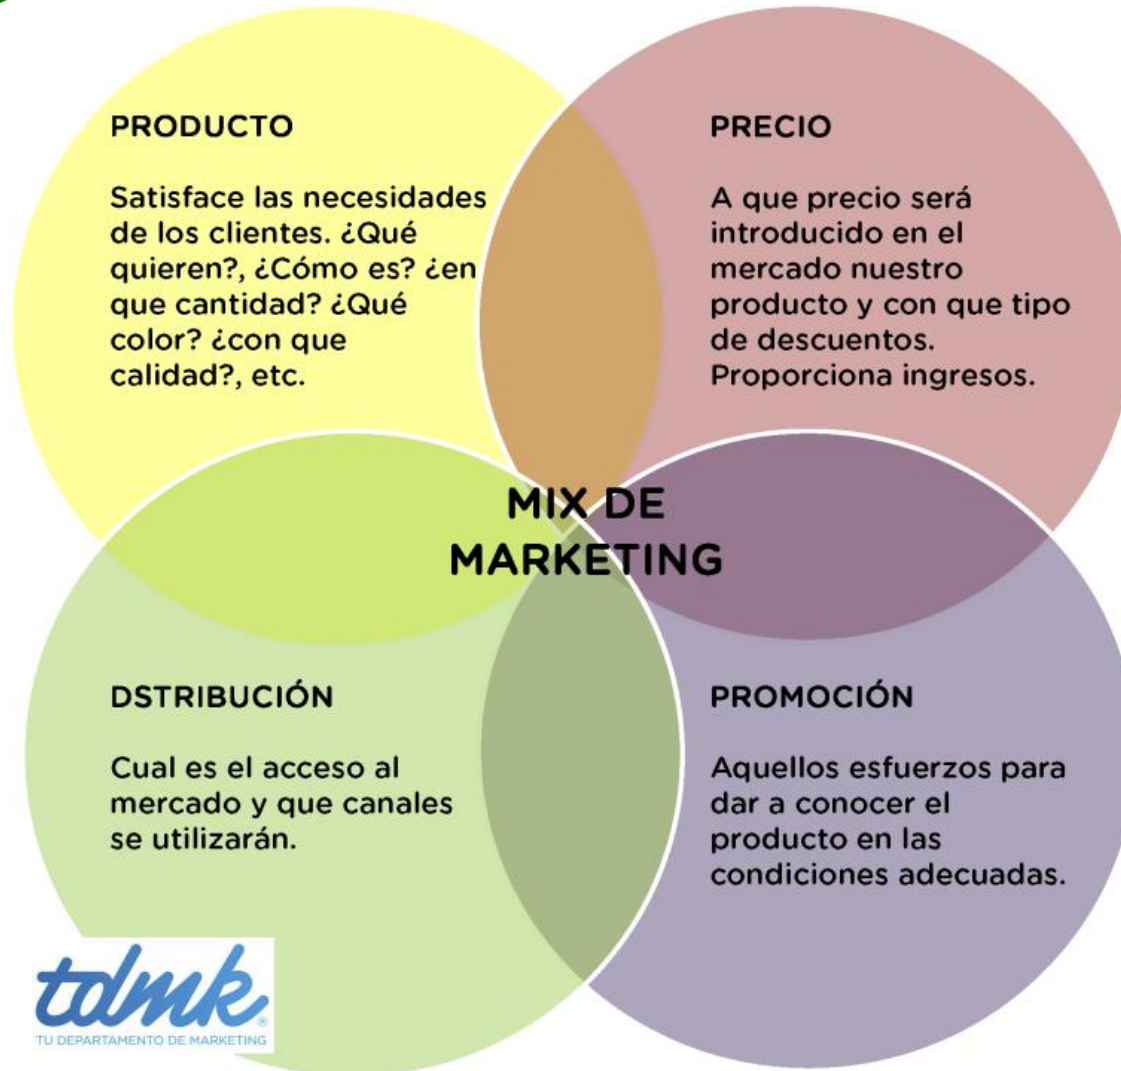 PRODUCTO
Satisface las necesidades
de los clientes. ¿Qué
quieren?, ¿Cómo es? ¿en
que cantidad? ¿Qué
color? ¿con que
calidad?, etc.
PRECIO
A que precio será
introducido en el
mercado nuestro
producto y con que tipo
de descuentos.
Proporciona ingresos.
MIX DE
MARKETING
DSTRIBUCIÓN
Cual es el acceso al
mercado y que canales
se utilizarán.
PROMOCIÓN
Aquellos esfuerzos para
dar a conocer el
producto en las
condiciones adecuadas.
tdmk®
TU DEPARTAMENTO DE MARKETING